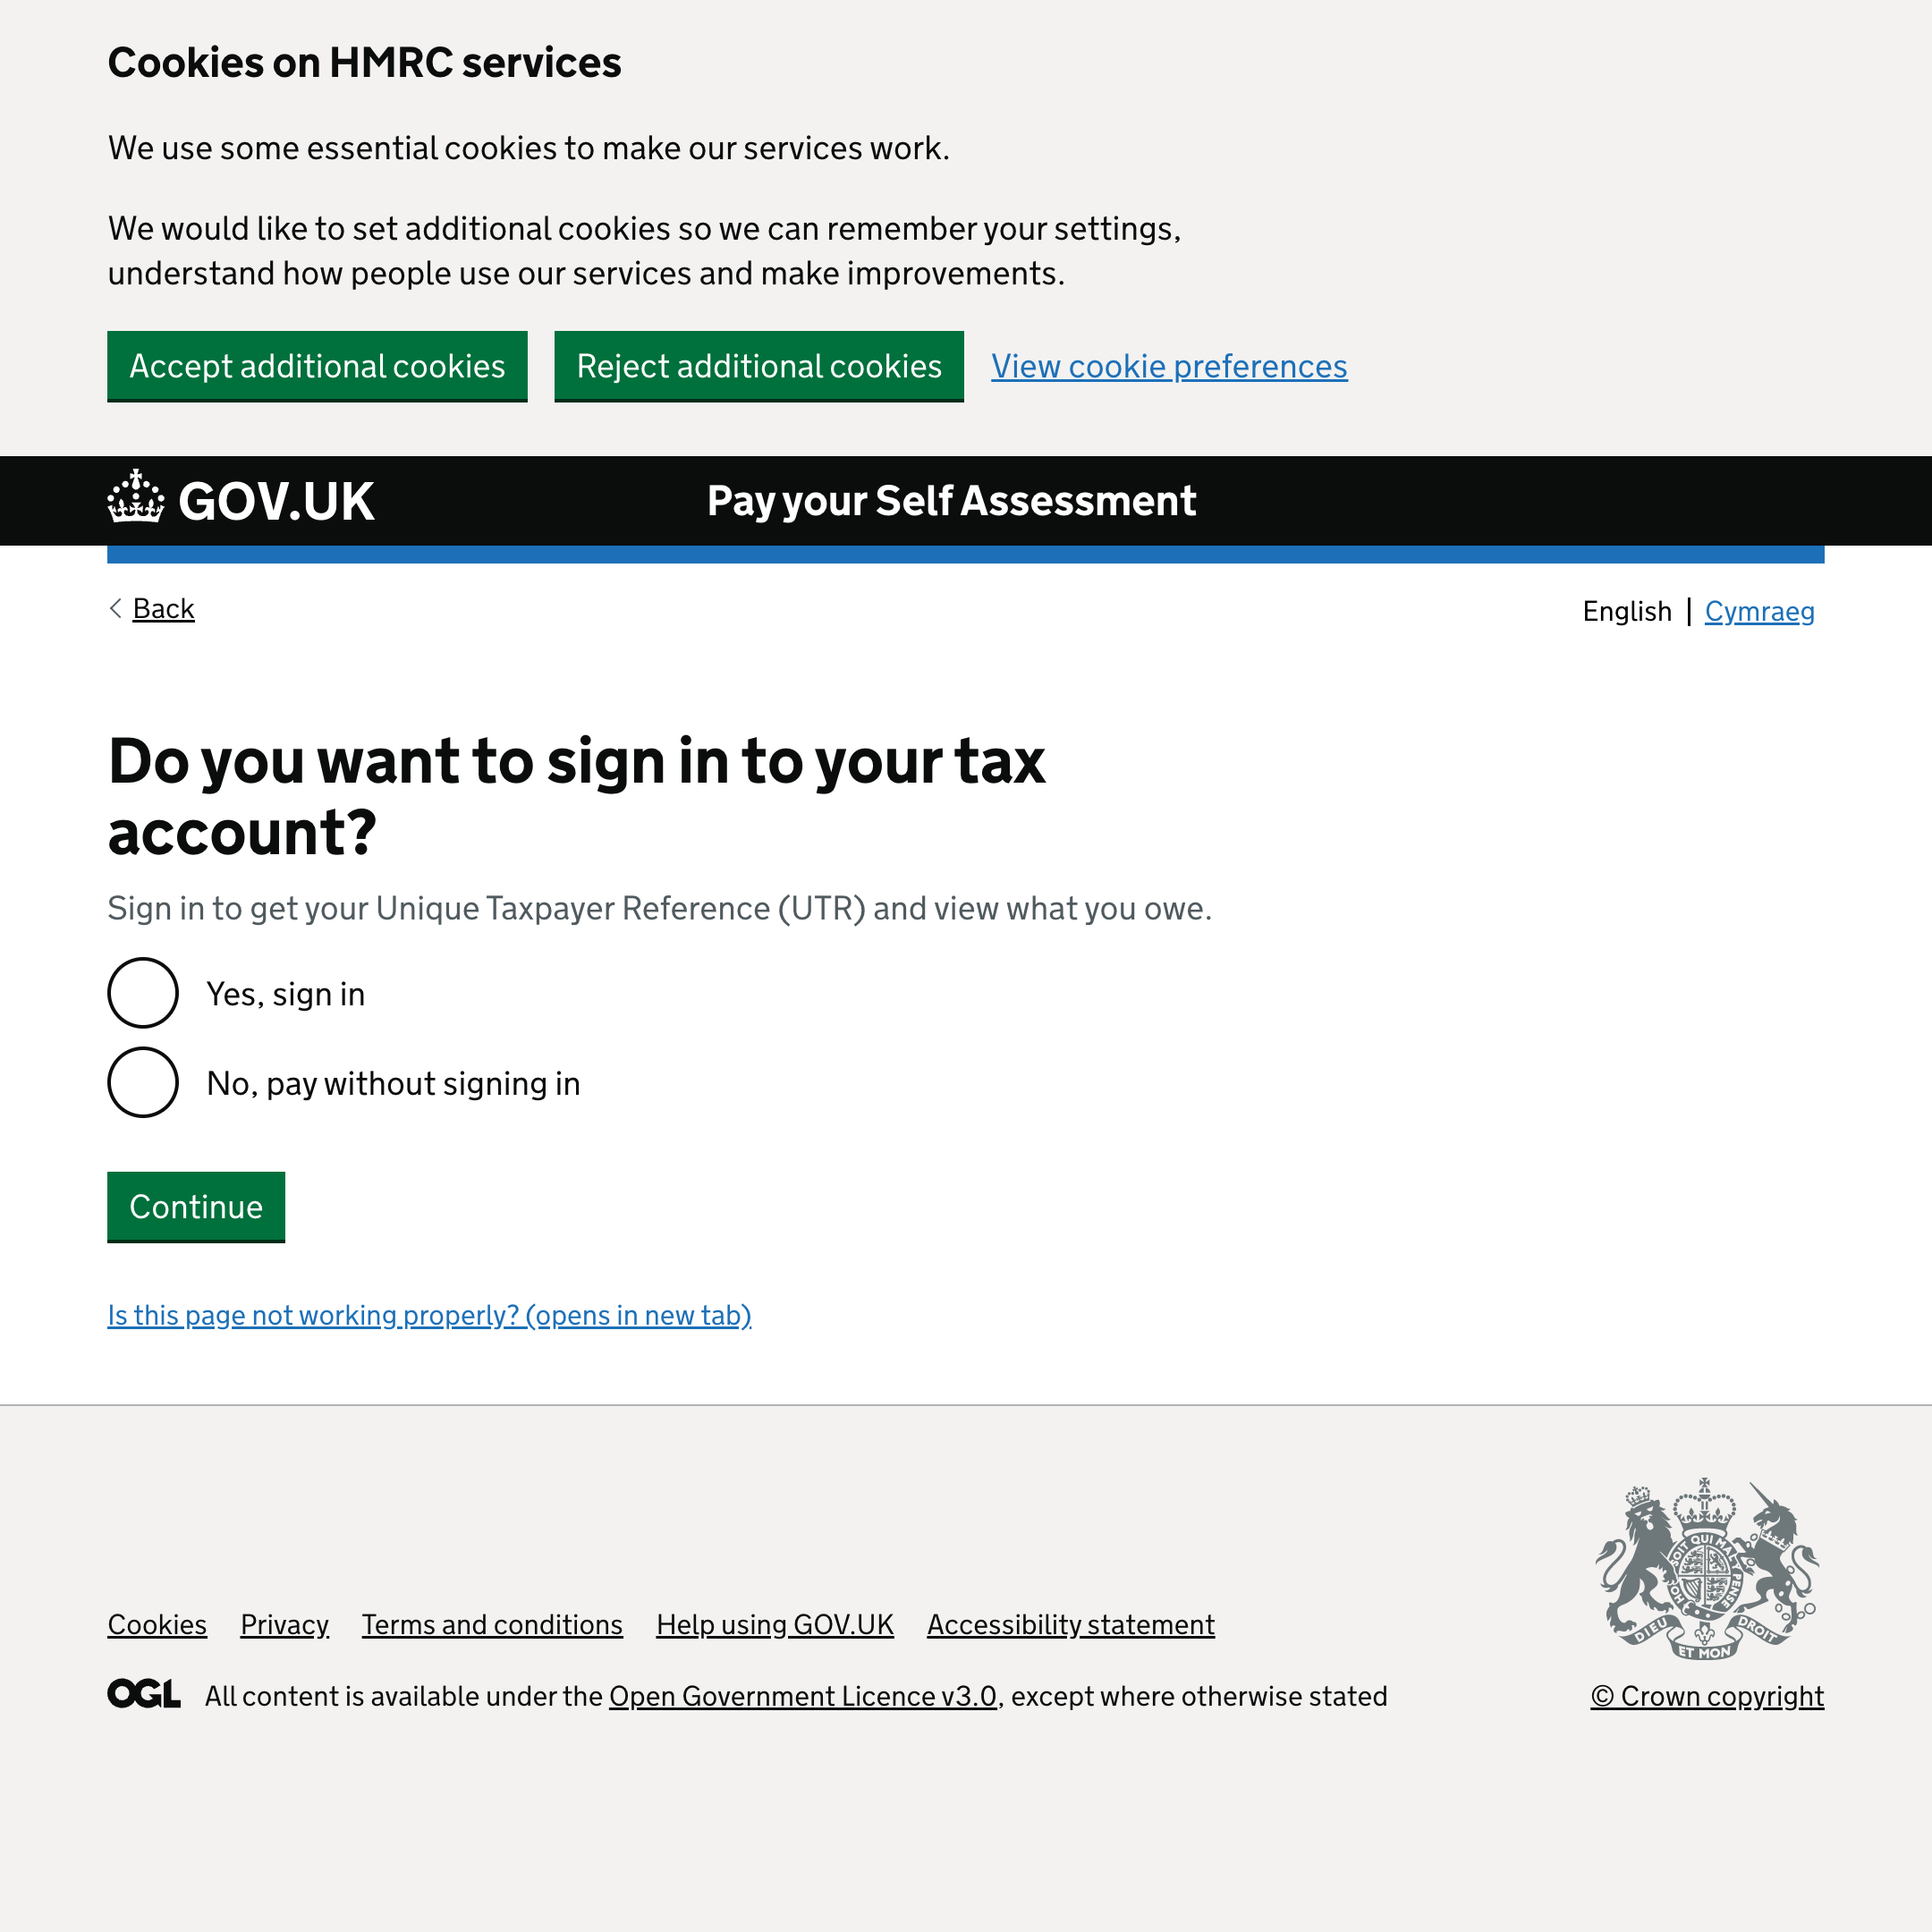 Cookies on HMRC services
We use some essential cookies to make our services work.
We would like to set additional cookies so we can remember your settings,
understand how people use our services and make improvements.
Accept additional cookies Reject additional cookies View cookie preferences
GOV.UK Pay your Self Assessment
Back English | Cymraeg
Do you want to sign in to your tax
account?
Sign in to get your Unique Taxpayer Reference (UTR) and view what you owe.
Yes, sign in
No, pay without signing in
Continue
Is this page not working properly? (opens in new tab)
SOIT QUI MAL Y PENSE
HON
DIEU ET MON DROIT
Cookies Privacy Terms and conditions Help using GOV.UK Accessibility statement
OGL All content is available under the Open Government Licence v3.0, except where otherwise stated
© Crown copyright